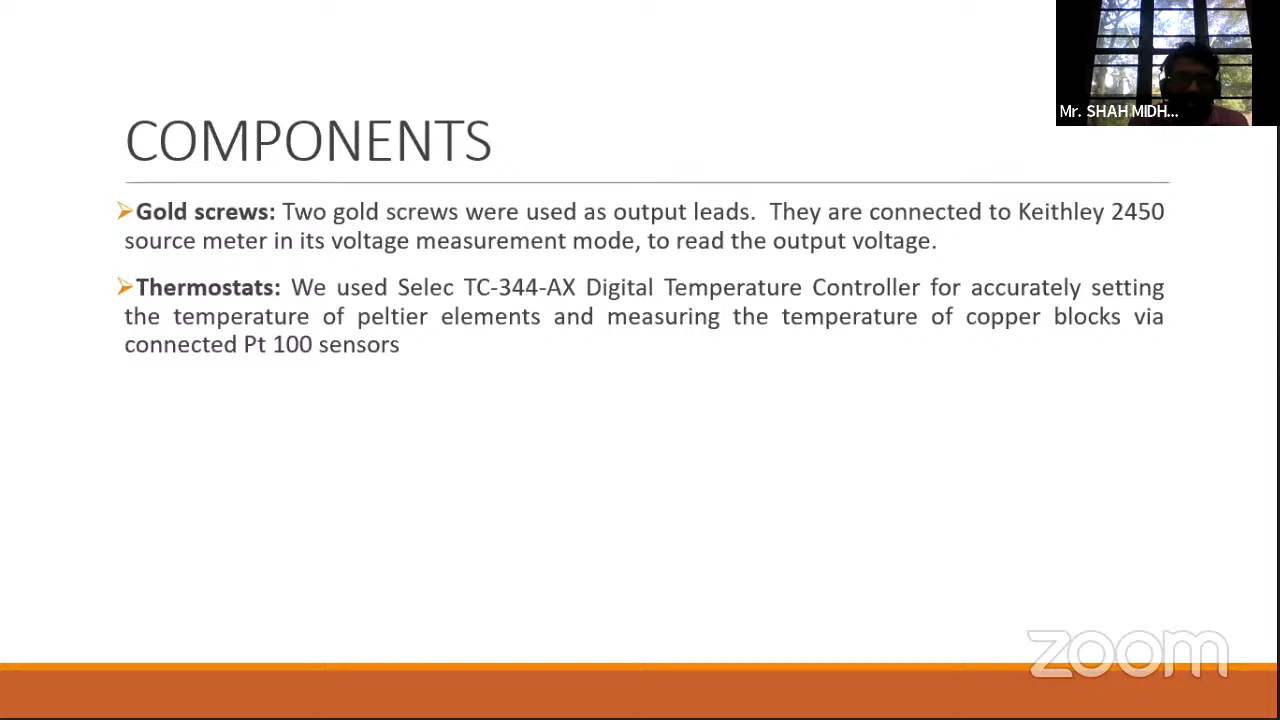 Mr. SHAH MIDH...
COMPONENTS
Gold screws: Two gold screws were used as output leads.  They are connected to Keithley 2450
source meter in its voltage measurement mode, to read the output voltage.
Thermostats: We used Selec TC-344-AX Digital Temperature Controller for accurately setting
the temperature of peltier elements and measuring the temperature of copper blocks via
connected Pt 100 sensors
zoom